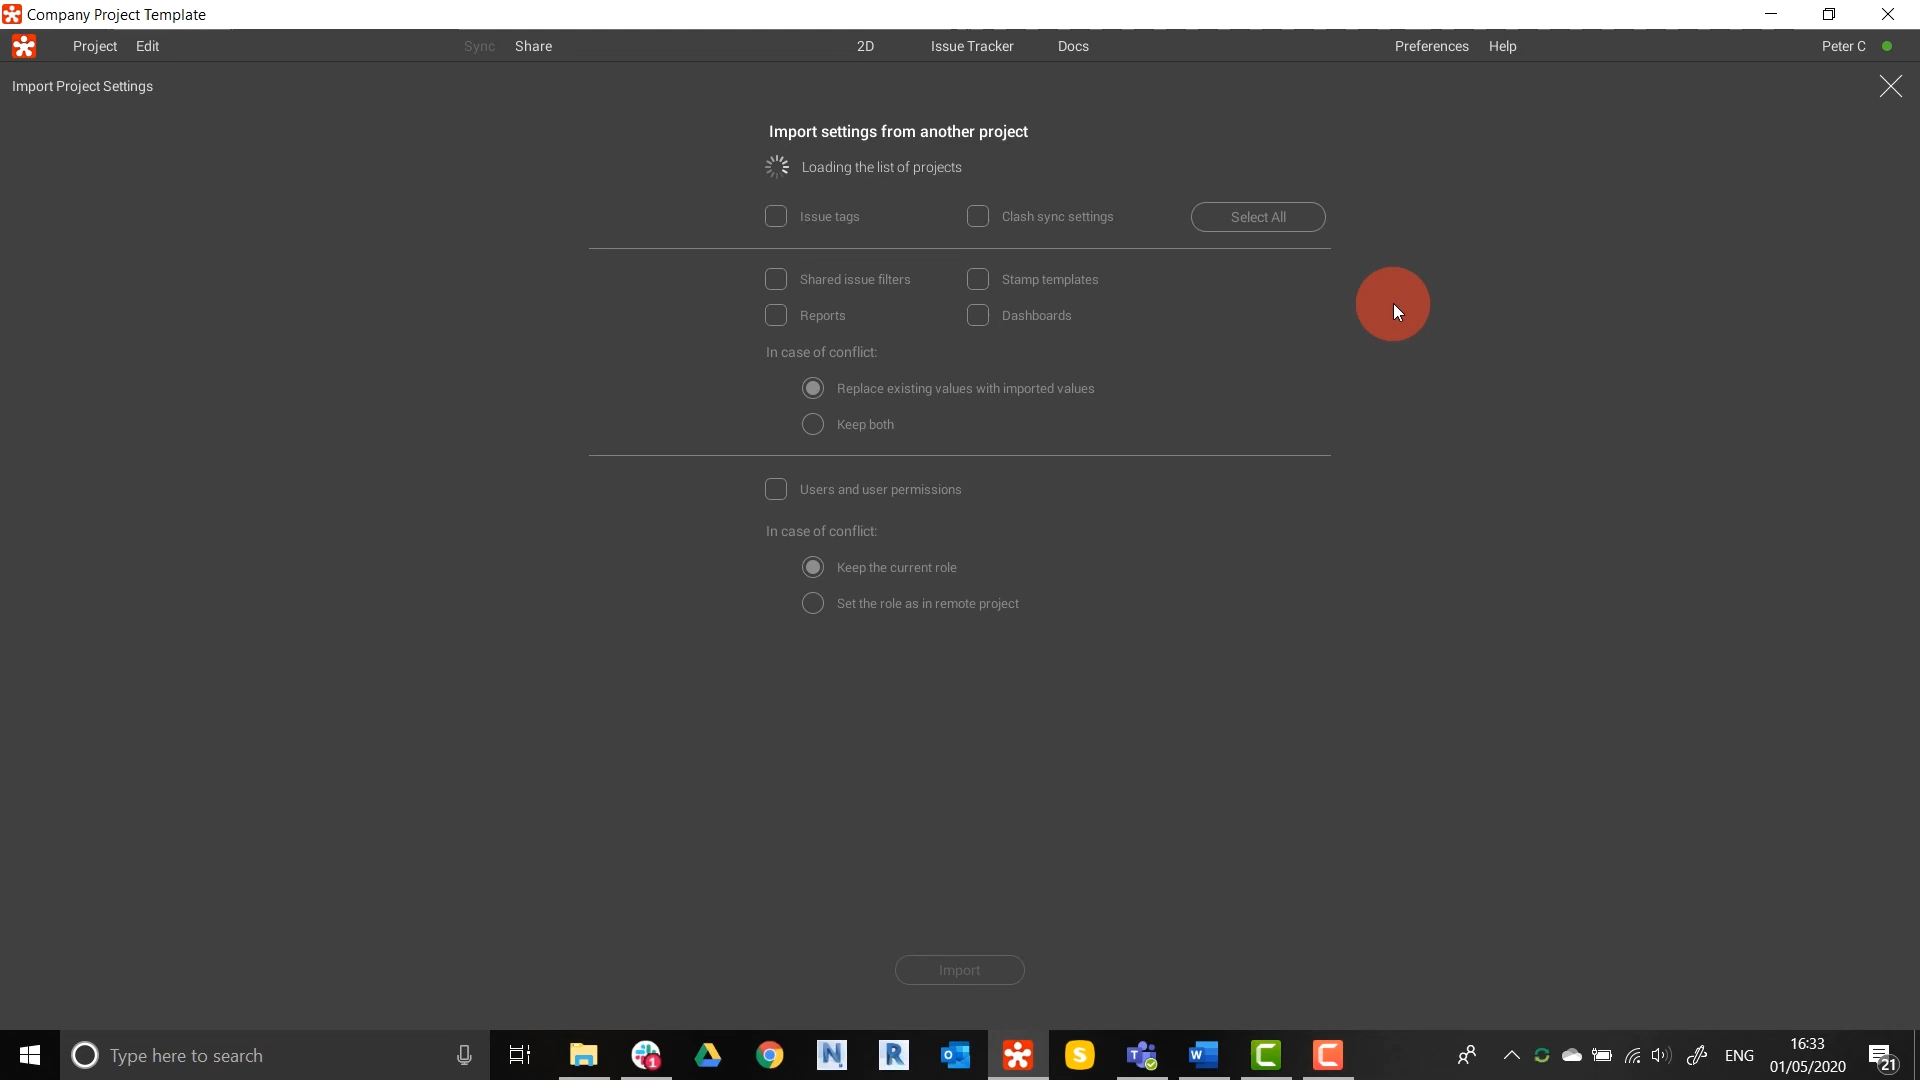 Company Project Template
Project Edit Sync Share 2D Issue Tracker Docs Preferences Help Peter C
Import Project Settings
Import settings from another project
Loading the list of projects
Issue tags Clash sync settings Select All
Shared issue filters Stamp templates
Reports Dashboards
In case of conflict:
Replace existing values with imported values
Keep both
Users and user permissions
In case of conflict:
Keep the current role
Set the role as in remote project
Import
Type here to search 1 N R S W C C ENG 16:33
01/05/2020 21